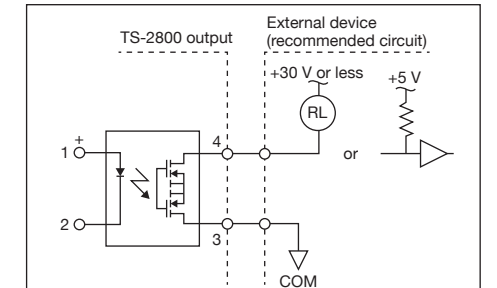 TS-2800 output
External device
(recommended circuit)
+30 V or less
+5 V
RL
or
+
1
2
4
3
COM